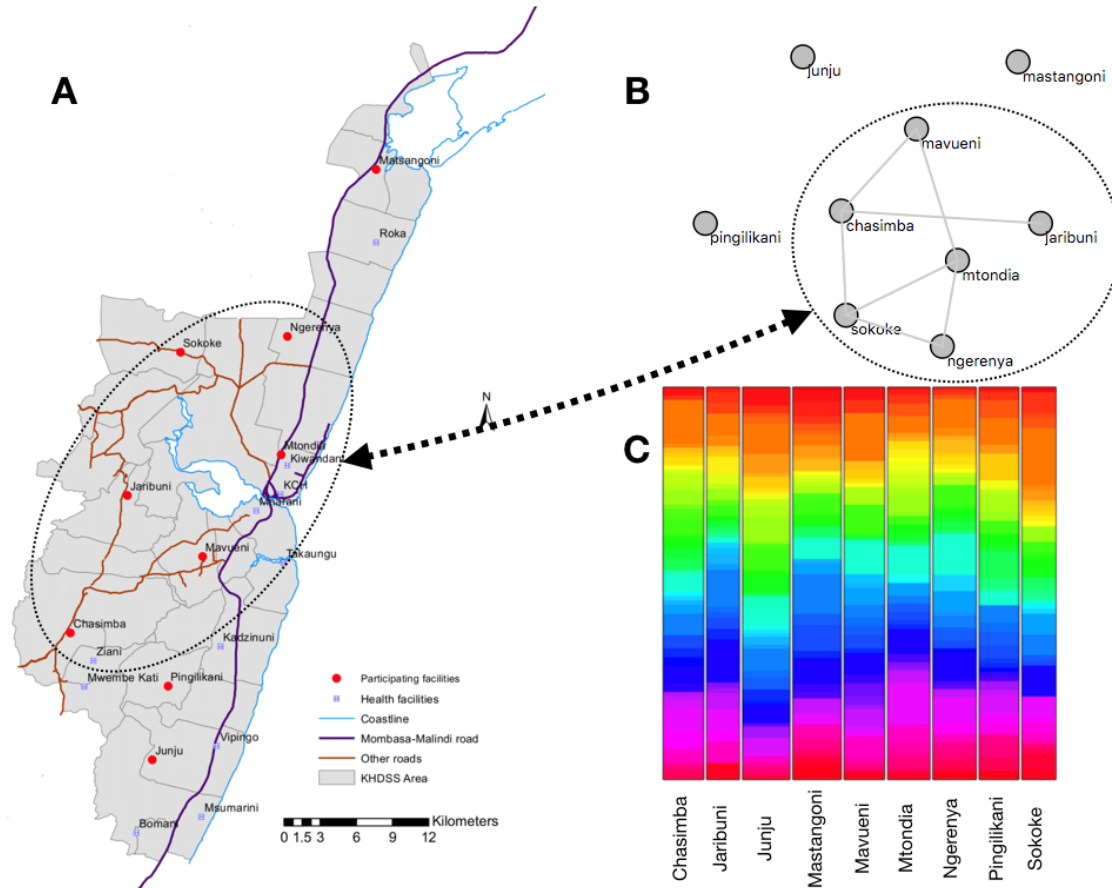 A
Matsangoni
Roka
Ngerenya
Sokoke
Mtondia
Kiwandani
Jaribuni
KCH
Mnarani
Mavueni
Takaungu
Chasimba
Ziani
Kadzinuni
Mwembe Kati
Pingilikani
Junju
Vipingo
Msumarini
Bomani
N
Participating facilities
Health facilities
Coastline
Mombasa-Malindi road
Other roads
KHDSS Area
Kilometers
0 1.5 3 6 9 12
B
junju
mastangoni
mavueni
chasimba
pingilikani
jaribuni
mtondia
sokoke
ngerenya
C
Chasimba
Jaribuni
Junju
Mastangoni
Mavueni
Mtondia
Ngerenya
Pingilikani
Sokoke